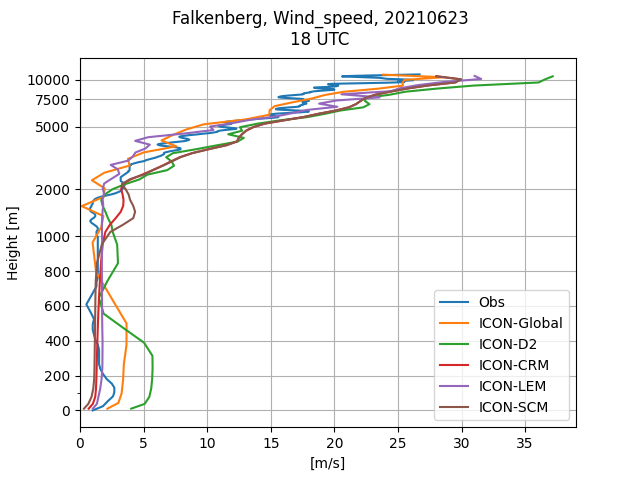 Falkenberg, Wind_speed, 20210623
18 UTC
10000
7500
5000
2000
1000
800
600
400
200
0
Height [m]
Obs
ICON-Global
ICON-D2
ICON-CRM
ICON-LEM
ICON-SCM
0 5 10 15 20 25 30 35
[m/s]